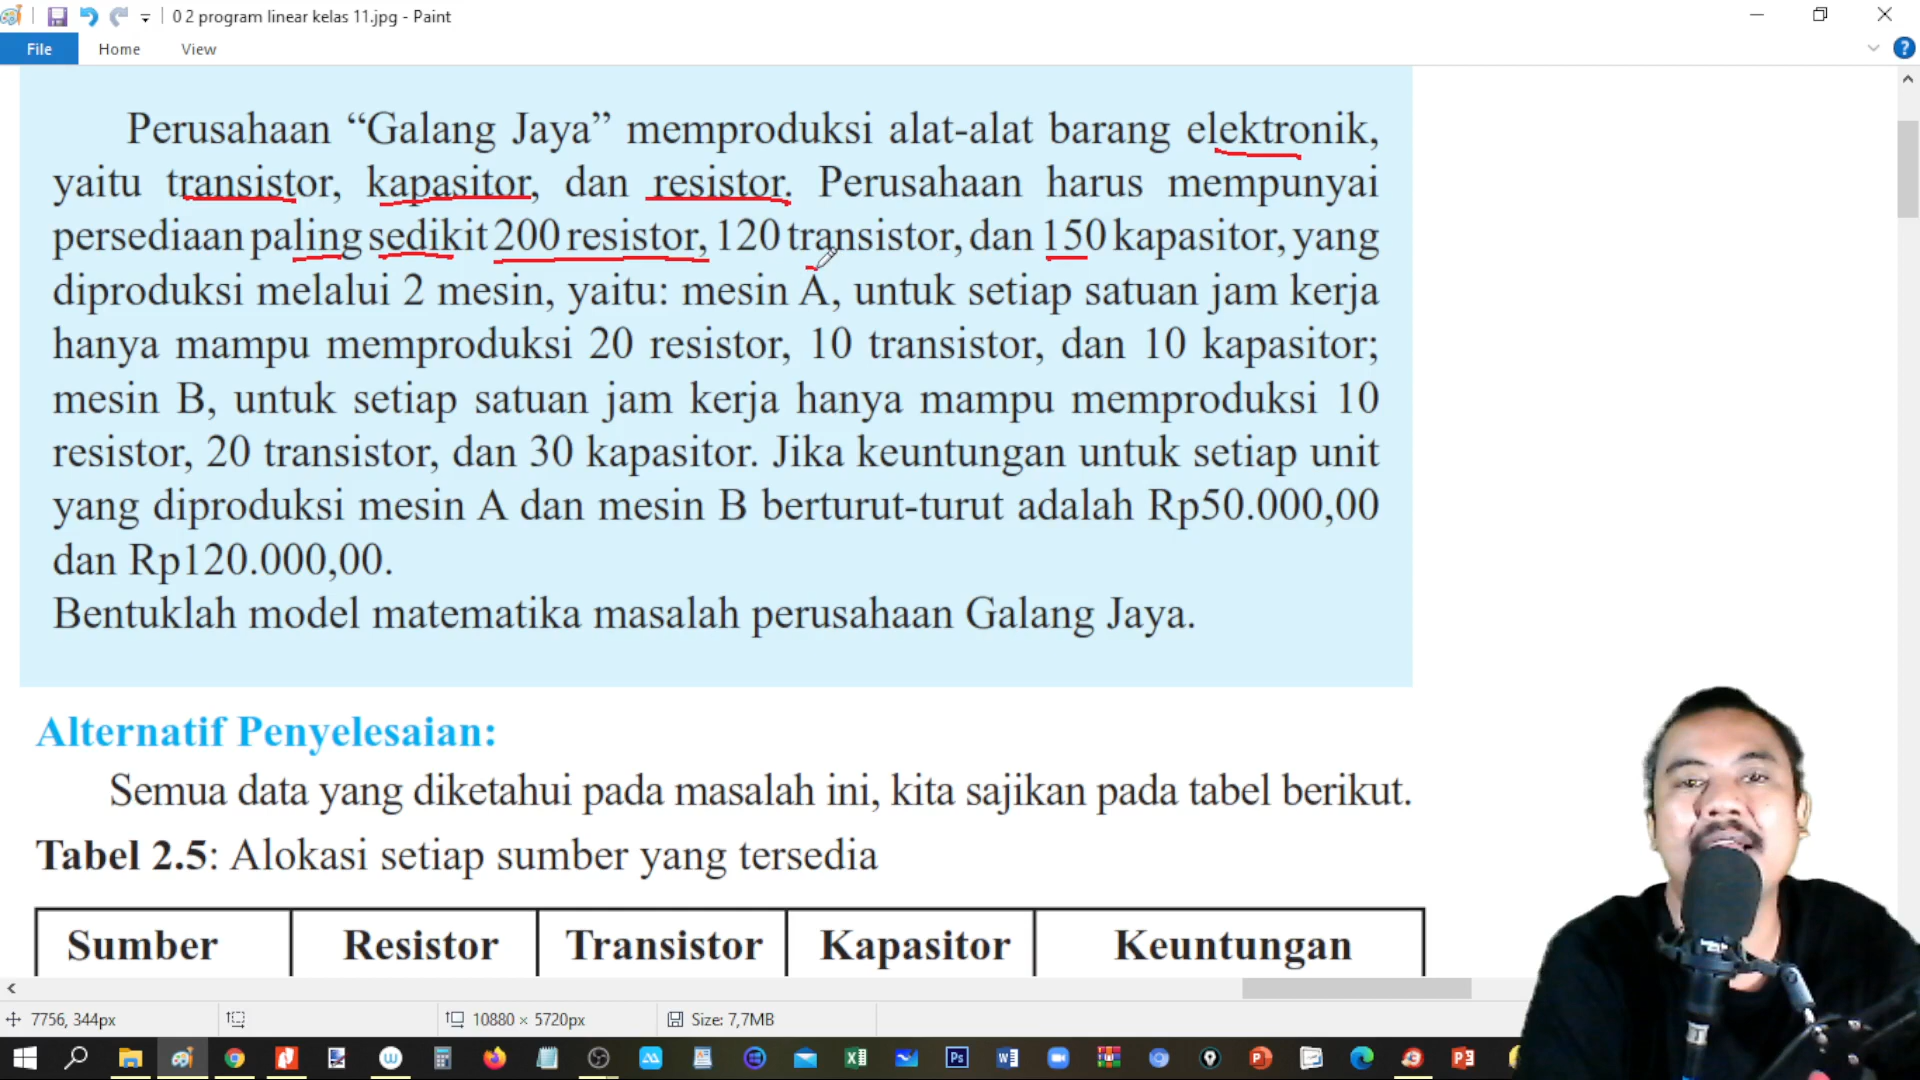 0 2 program linear kelas 11.jpg - Paint
File Home View
Perusahaan “Galang Jaya” memproduksi alat-alat barang elektronik,
yaitu transistor, kapasitor, dan resistor. Perusahaan harus mempunyai
persediaan paling sedikit 200 resistor, 120 transistor, dan 150 kapasitor, yang
diproduksi melalui 2 mesin, yaitu: mesin A, untuk setiap satuan jam kerja
hanya mampu memproduksi 20 resistor, 10 transistor, dan 10 kapasitor;
mesin B, untuk setiap satuan jam kerja hanya mampu memproduksi 10
resistor, 20 transistor, dan 30 kapasitor. Jika keuntungan untuk setiap unit
yang diproduksi mesin A dan mesin B berturut-turut adalah Rp50.000,00
dan Rp120.000,00.
Bentuklah model matematika masalah perusahaan Galang Jaya.
Alternatif Penyelesaian:
Semua data yang diketahui pada masalah ini, kita sajikan pada tabel berikut.
Tabel 2.5: Alokasi setiap sumber yang tersedia
Sumber Resistor Transistor Kapasitor Keuntungan
7756, 344px 10880 × 5720px Size: 7,7MB